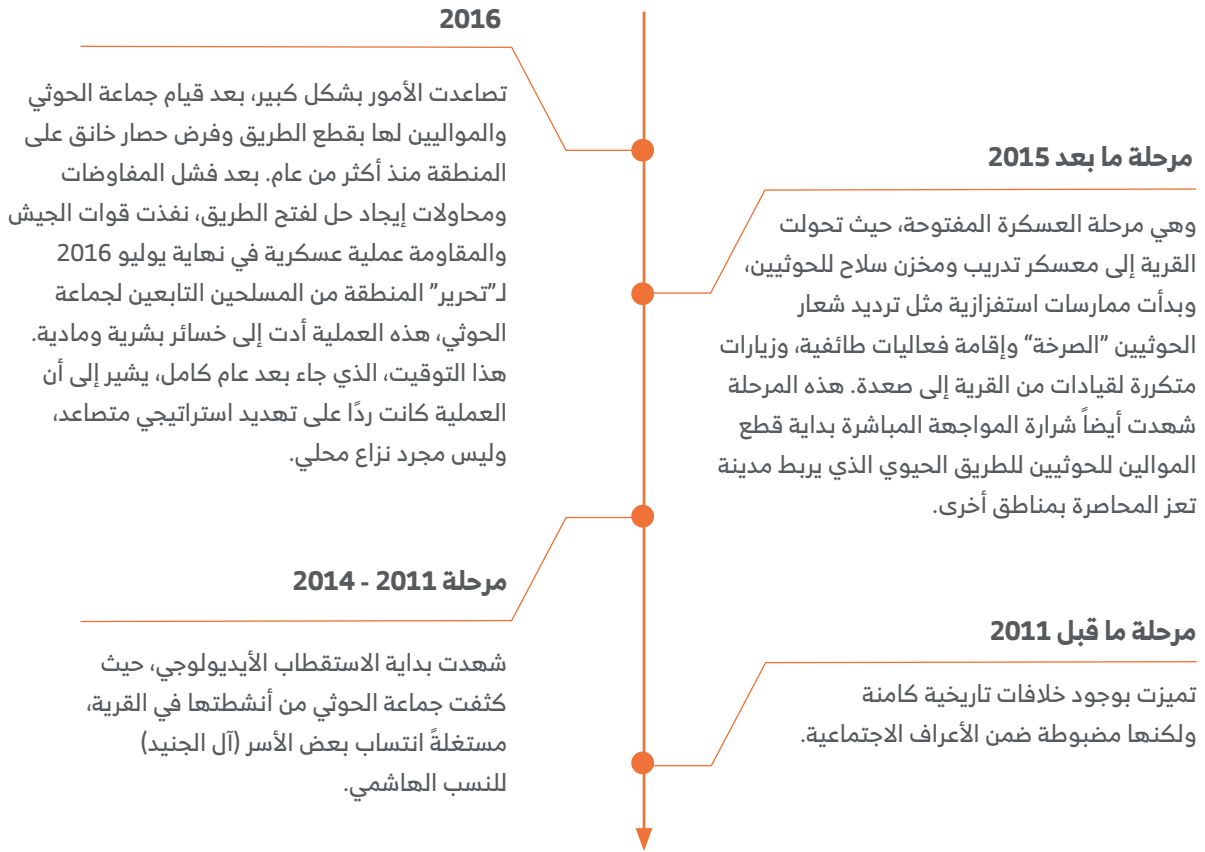 2016
تصاعدت الأمور بشكل كبير، بعد قيام جماعة الحوثي
والمواليين لها بقطع الطريق وفرض حصار خانق على
المنطقة منذ أكثر من عام. بعد فشل المفاوضات
ومحاولات إيجاد حل لفتح الطريق، نفذت قوات الجيش
والمقاومة عملية عسكرية في نهاية يوليو 2016
لـ"تحرير" المنطقة من المسلحين التابعين لجماعة
الحوثي، هذه العملية أدت إلى خسائر بشرية ومادية.
هذا التوقيت، الذي جاء بعد عام كامل، يشير إلى أن
العملية كانت ردًا على تهديد استراتيجي متصاعد،
وليس مجرد نزاع محلي.
مرحلة ما بعد 2015
وهي مرحلة العسكرة المفتوحة، حيث تحولت
القرية إلى معسكر تدريب ومخزن سلاح للحوثيين،
وبدأت ممارسات استفزازية مثل ترديد شعار
الحوثيين "الصرخة" وإقامة فعاليات طائفية، وزيارات
متكررة لقيادات من القرية إلى صعدة. هذه المرحلة
شهدت أيضاً شرارة المواجهة المباشرة بداية قطع
الموالين للحوثيين للطريق الحيوي الذي يربط مدينة
تعز المحاصرة بمناطق أخرى.
مرحلة 2011 - 2014
شهدت بداية الاستقطاب الأيديولوجي، حيث
كثفت جماعة الحوثي من أنشطتها في القرية،
مستغلةً انتساب بعض الأسر (آل الجنيد)
للنسب الهاشمي.
مرحلة ما قبل 2011
تميزت بوجود خلافات تاريخية كامنة
ولكنها مضبوطة ضمن الأعراف الاجتماعية.